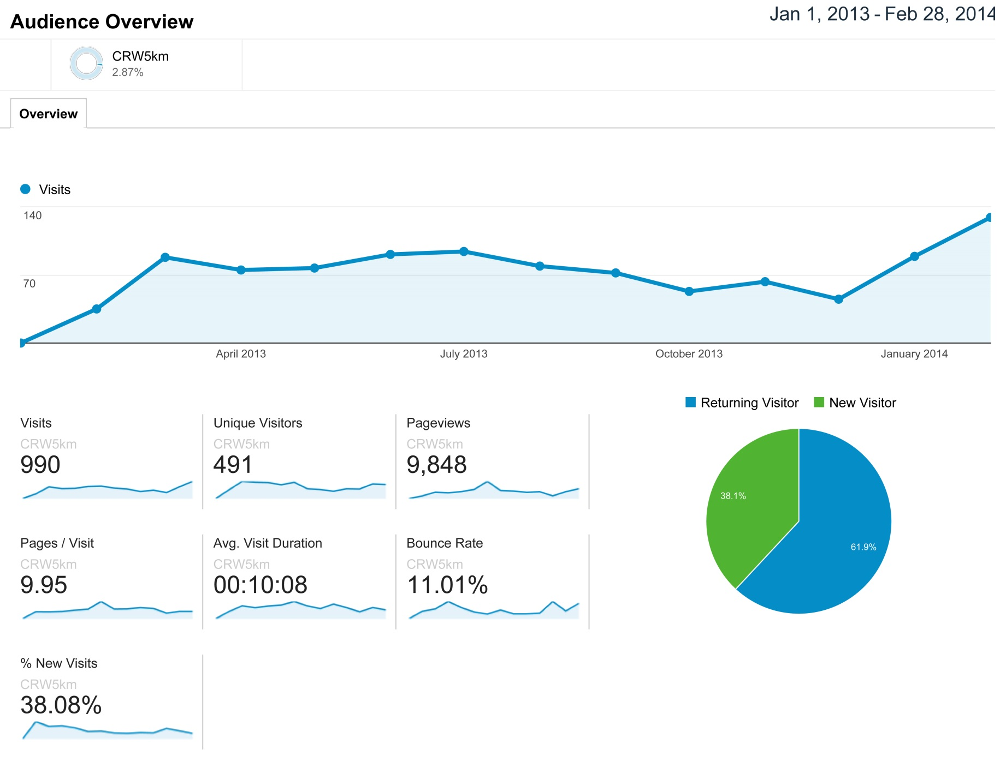 Audience Overview
Jan 1, 2013 - Feb 28, 2014
CRW5km
2.87%
Overview
Visits
140
70
April 2013
July 2013
October 2013
January 2014
Returning Visitor
New Visitor
Visits
CRW5km
990
Unique Visitors
CRW5km
491
Pageviews
CRW5km
9,848
38.1%
61.9%
Pages / Visit
CRW5km
9.95
Avg. Visit Duration
CRW5km
00:10:08
Bounce Rate
CRW5km
11.01%
% New Visits
CRW5km
38.08%